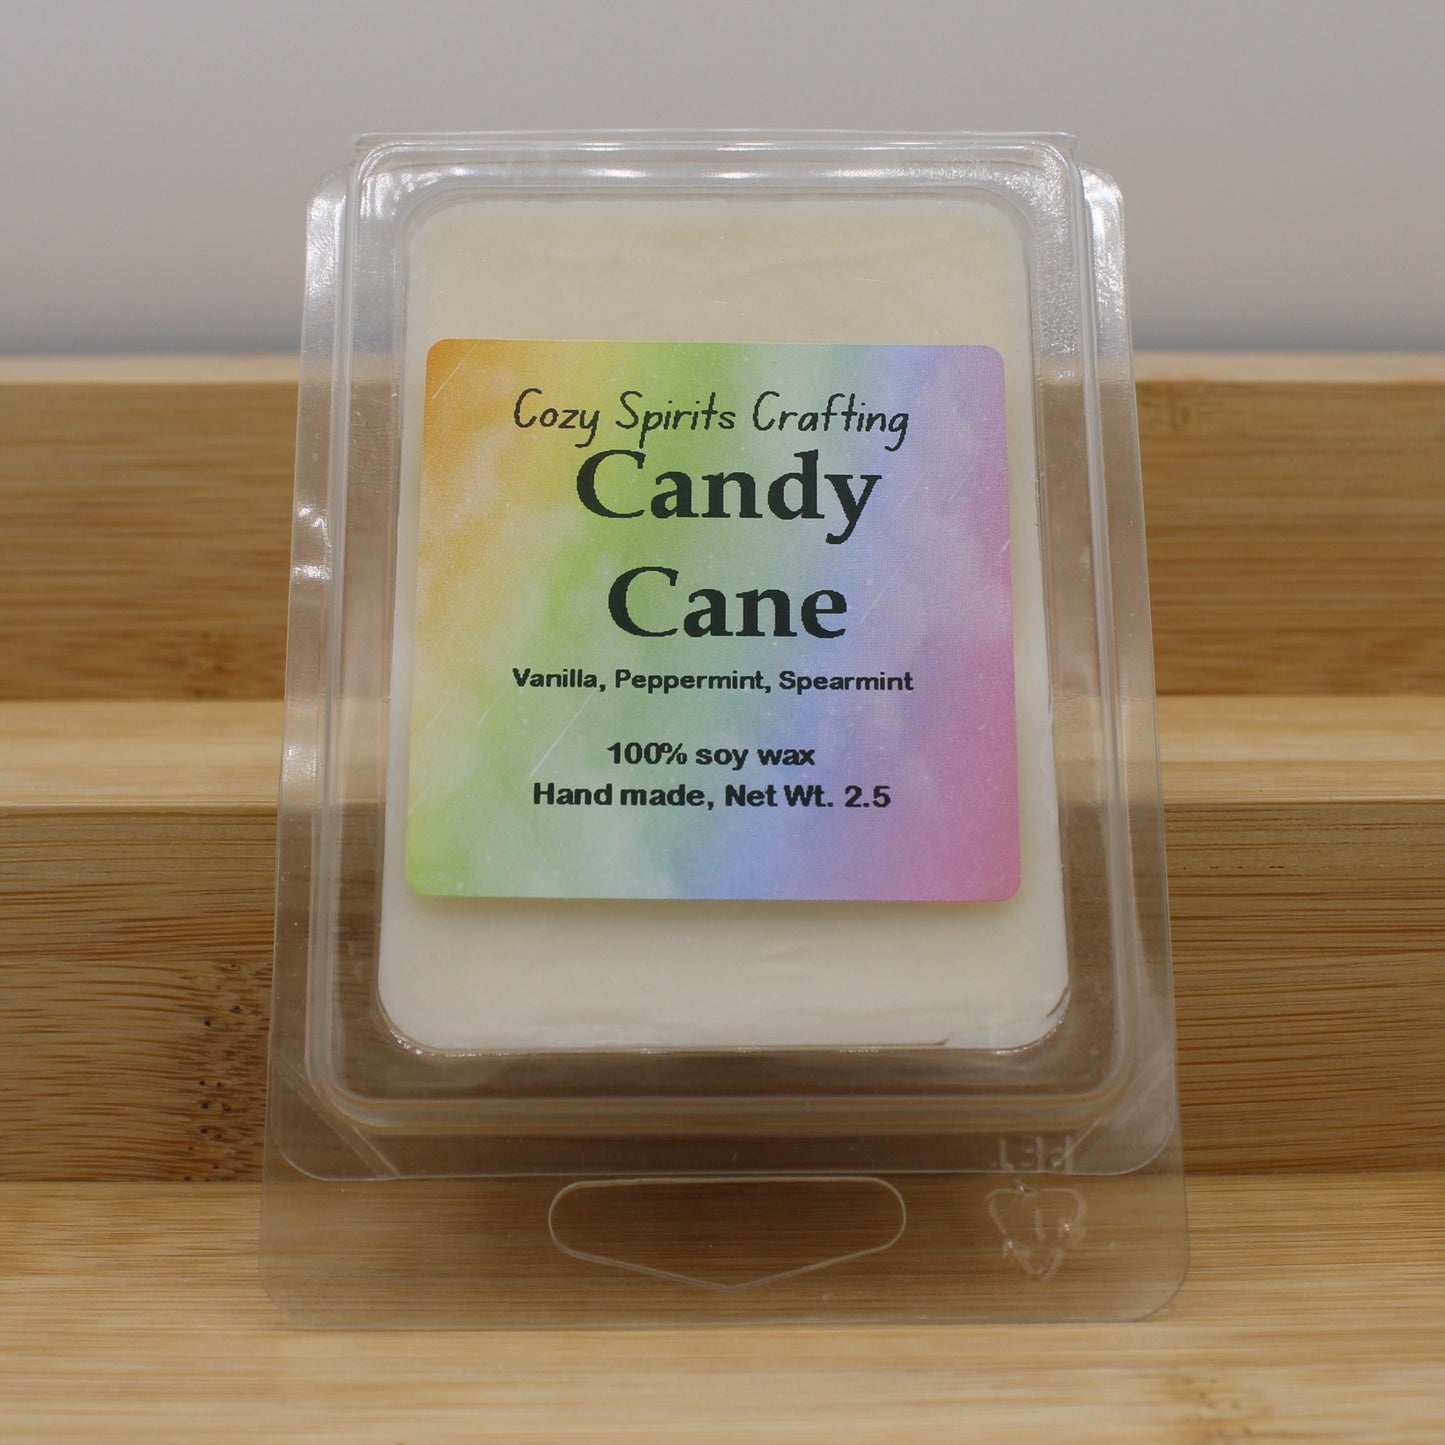 Cozy Spirits Crafting
Candy
Cane
Vanilla, Peppermint, Spearmint
100% soy wax
Hand made, Net Wt. 2.5